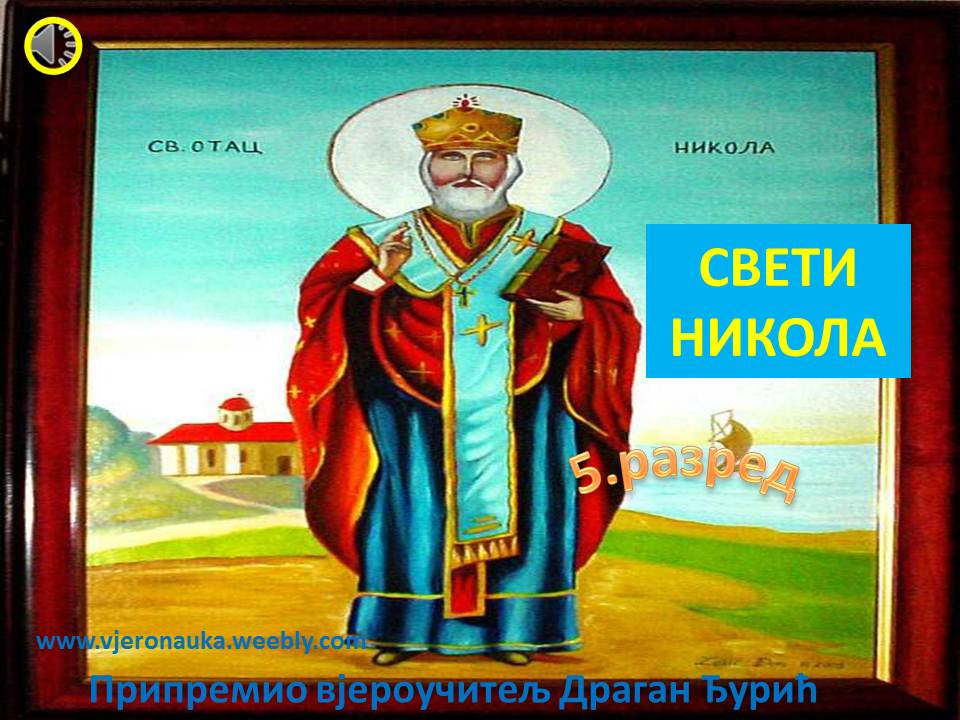 СВ. ОТАЦ
НИКОЛА
СВЕТИ
НИКОЛА
5.разред
www.vjeronauka.weebly.com
Припремио вјероучитељ Драган Ђурић